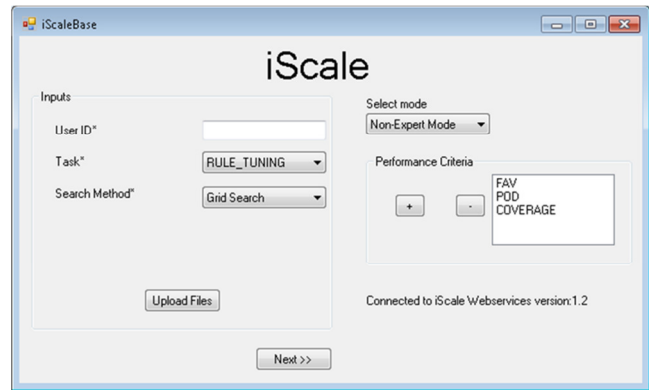 iScaleBase
iScale
Inputs
User ID*
Task*
RULE_TUNING
Search Method*
Grid Search
Upload Files
Select mode
Non-Expert Mode
Performance Criteria
+
-
FAV
POD
COVERAGE
Connected to iScale Webservices version:1.2
Next >>